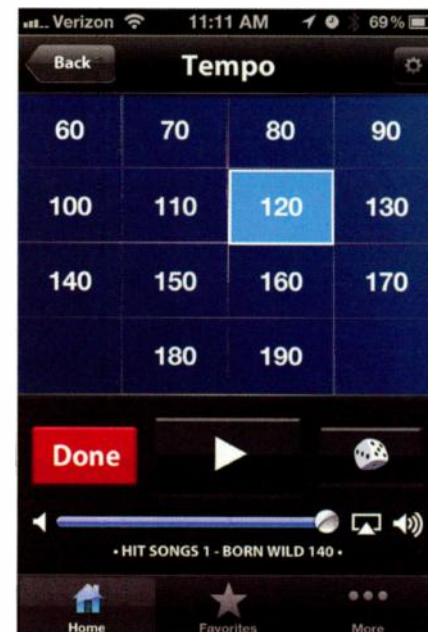 Verizon 11:11 AM 69%
Back Tempo
60 70 80 90
100 110 120 130
140 150 160 170
180 190
Done
• HIT SONGS 1 - BORN WILD 140 •
Home Favorites More